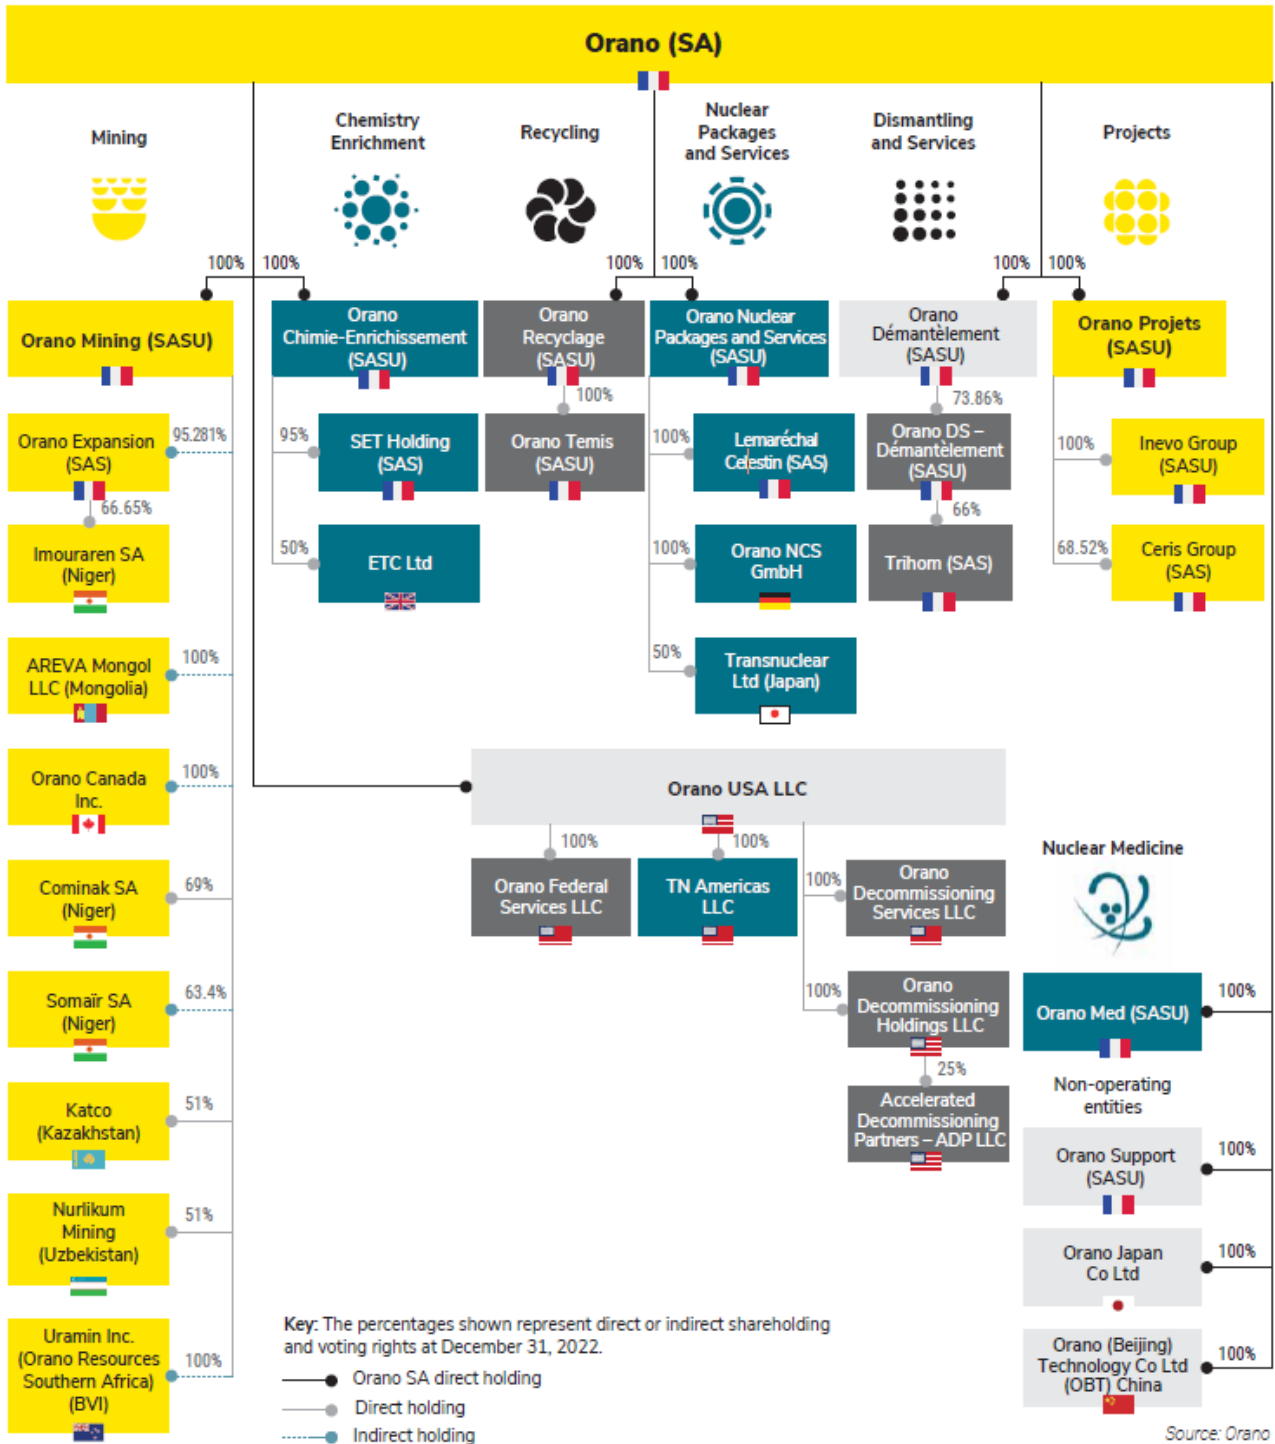 Orano (SA)
Mining
Chemistry
Enrichment
Recycling
Nuclear
Packages
and Services
Dismantling
and Services
Projects
100%
100%
100%
100%
100%
100%
Orano Mining (SASU)
Orano
Chimie-Enrichissement
(SASU)
Orano
Recyclage
(SASU)
Orano Nuclear
Packages and Services
(SASU)
Orano
Démantèlement
(SASU)
Orano Projets
(SASU)
Orano Expansion
(SAS)
95.281%
66.65%
Imouraren SA
(Niger)
AREVA Mongol
LLC (Mongolia)
100%
Orano Canada
Inc.
100%
Cominak SA
(Niger)
69%
Somaïr SA
(Niger)
63.4%
Katco
(Kazakhstan)
51%
Nurlikum
Mining
(Uzbekistan)
51%
Uramin Inc.
(Orano Resources
Southern Africa)
(BVI)
100%
95%
SET Holding
(SAS)
50%
ETC Ltd
100%
Orano Temis
(SASU)
100%
Lemaréchal
Celestin (SAS)
100%
Orano NCS
GmbH
50%
Transnuclear
Ltd (Japan)
73.86%
Orano DS –
Démantèlement
(SASU)
66%
Trihom (SAS)
100%
Inevo Group
(SASU)
68.52%
Ceris Group
(SAS)
Orano USA LLC
100%
Orano Federal
Services LLC
100%
TN Americas
LLC
100%
Orano
Decommissioning
Services LLC
100%
Orano
Decommissioning
Holdings LLC
25%
Accelerated
Decommissioning
Partners – ADP LLC
Nuclear Medicine
Orano Med (SASU)
100%
Non-operating
entities
Orano Support
(SASU)
100%
Orano Japan
Co Ltd
100%
Orano (Beijing)
Technology Co Ltd
(OBT) China
100%
Key: The percentages shown represent direct or indirect shareholding
and voting rights at December 31, 2022.
Orano SA direct holding
Direct holding
Indirect holding
Source: Orano